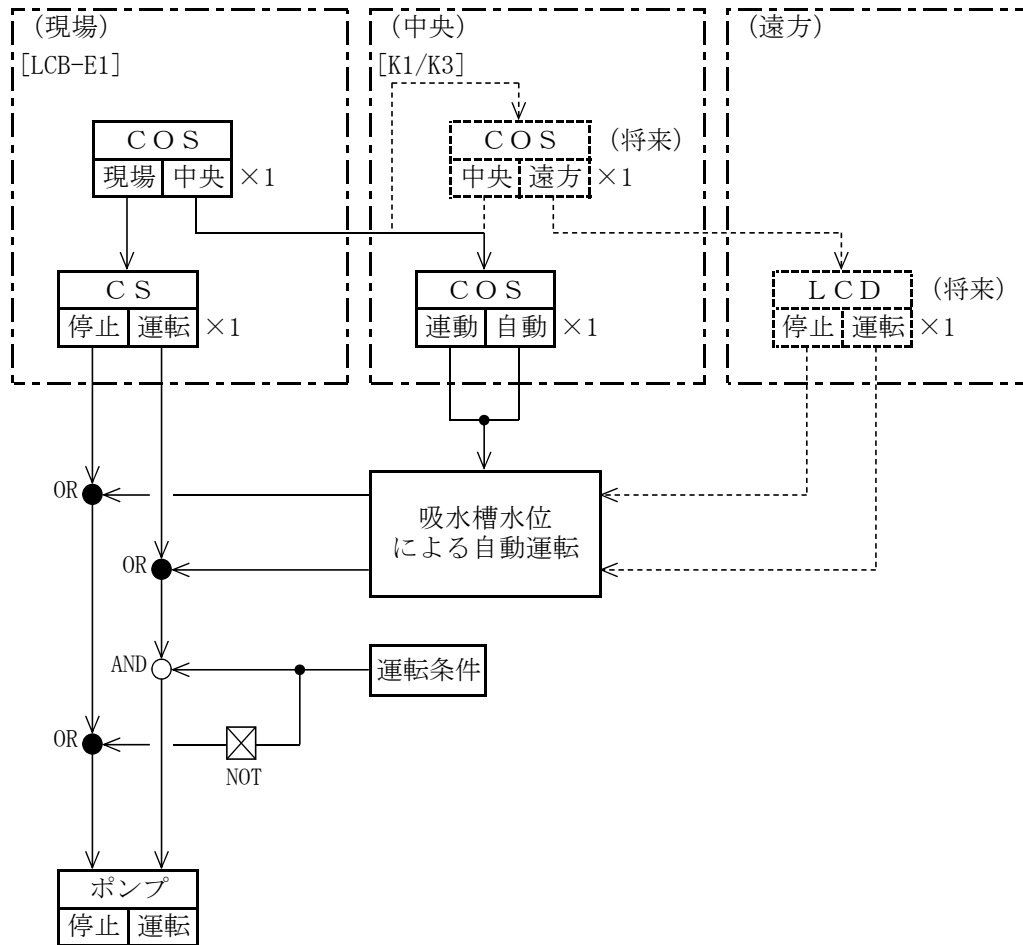 (現場)
(中央)
(遠方)
[LCB-E1]
[K1/K3]
COS
COS
(将来)
現場 中央 ×1
中央 遠方 ×1
CS
COS
LCD
(将来)
停止 運転 ×1
連動 自動 ×1
停止 運転 ×1
OR
吸水槽水位
による自動運転
OR
AND
運転条件
OR
NOT
ポンプ
停止 運転